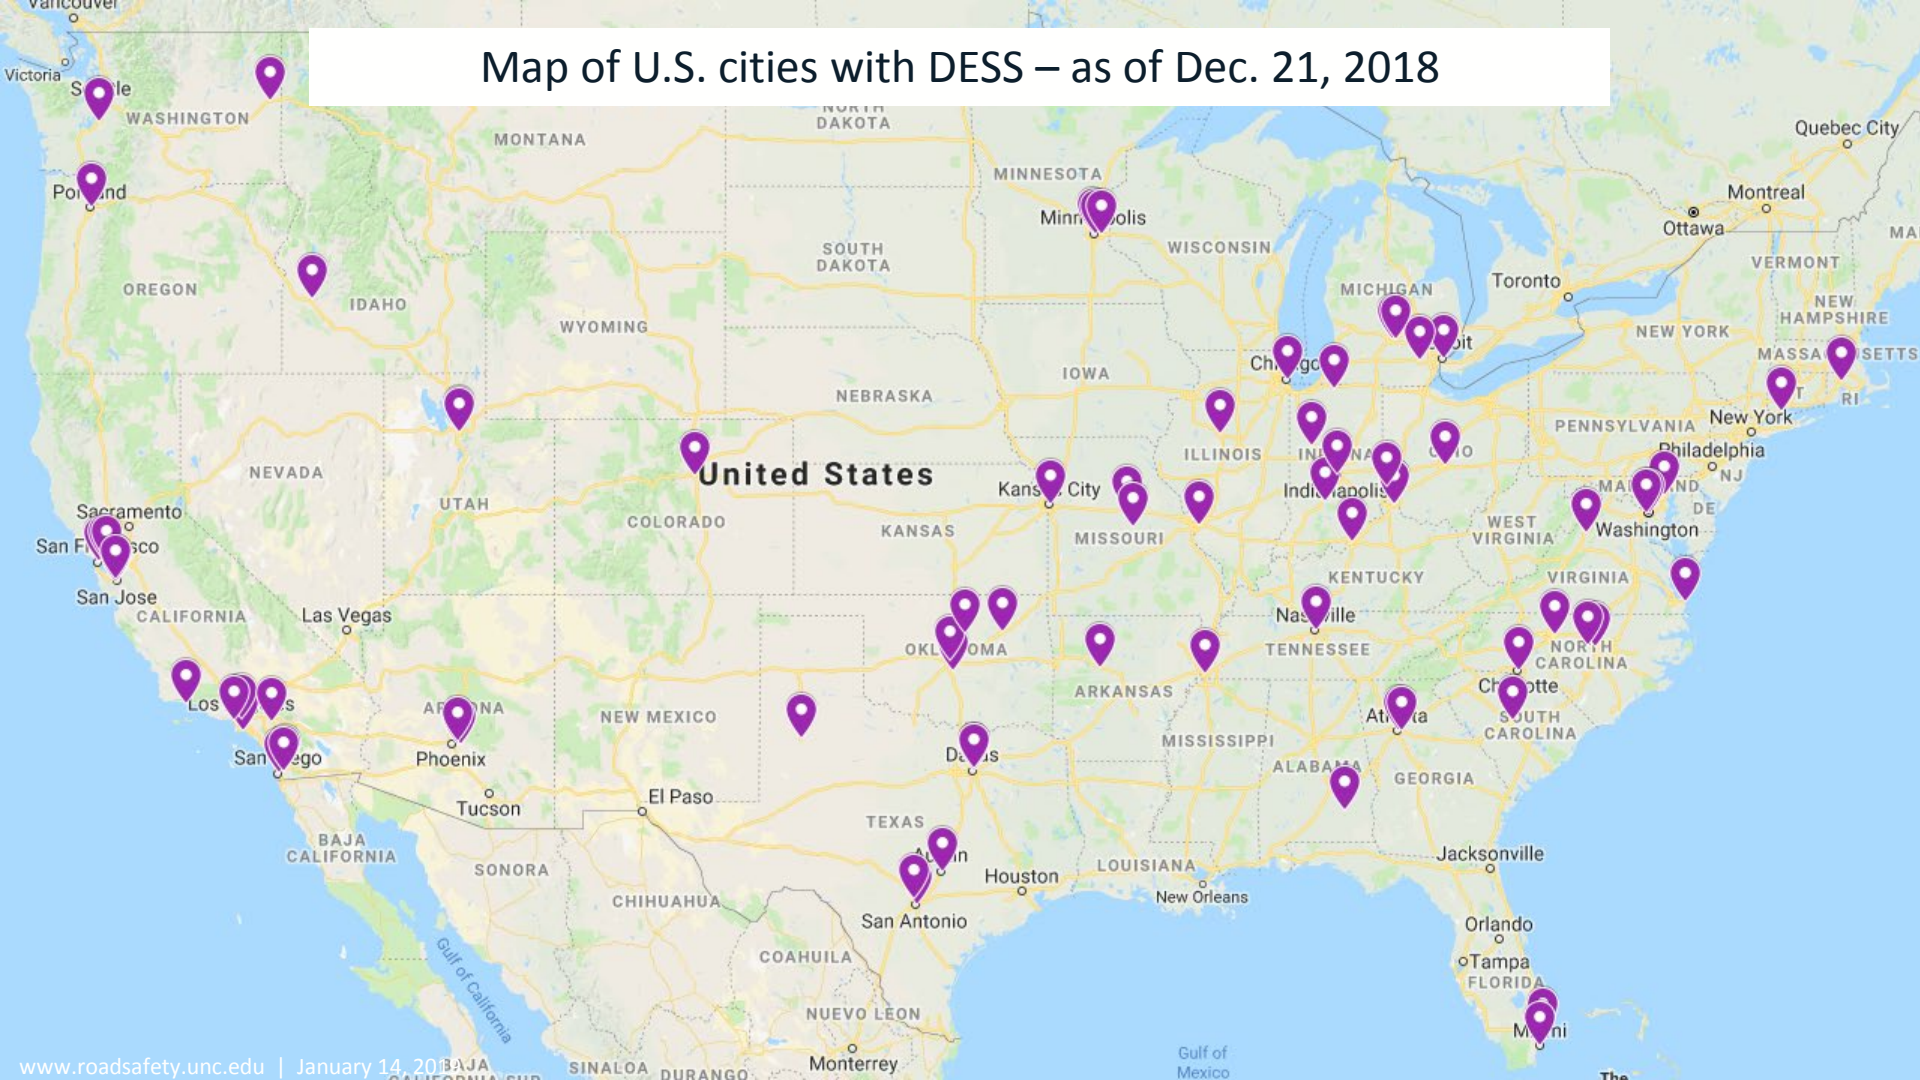 Vancouver
Map of U.S. cities with DESS – as of Dec. 21, 2018
Victoria
WASHINGTON
MONTANA
NORTH
DAKOTA
Quebec City
MINNESOTA
Montreal
Ottawa
WISCONSIN
SOUTH
DAKOTA
VERMONT
OREGON
IDAHO
MICHIGAN
Toronto
NEW
HAMPSHIRE
WYOMING
NEW YORK
IOWA
NEBRASKA
RI
New York
PENNSYLVANIA
Philadelphia
ILLINOIS
NEVADA
United States
NJ
UTAH
Sacramento
DE
COLORADO
KANSAS
MISSOURI
WEST
VIRGINIA
Washington
San Jose
KENTUCKY
VIRGINIA
CALIFORNIA
Las Vegas
TENNESSEE
NORTH
CAROLINA
ARKANSAS
Los
NEW MEXICO
SOUTH
CAROLINA
MISSISSIPPI
Phoenix
ALABAMA
GEORGIA
El Paso
Tucson
TEXAS
BAJA
CALIFORNIA
SONORA
Jacksonville
LOUISIANA
Houston
New Orleans
CHIHUAHUA
San Antonio
Orlando
COAHUILA
Tampa
FLORIDA
Gulf of California
NUEVO LEON
Gulf of
Mexico
Monterrey
www.roadsafety.unc.edu | January 14,
BAJA
SINALOA
DURANGO
The